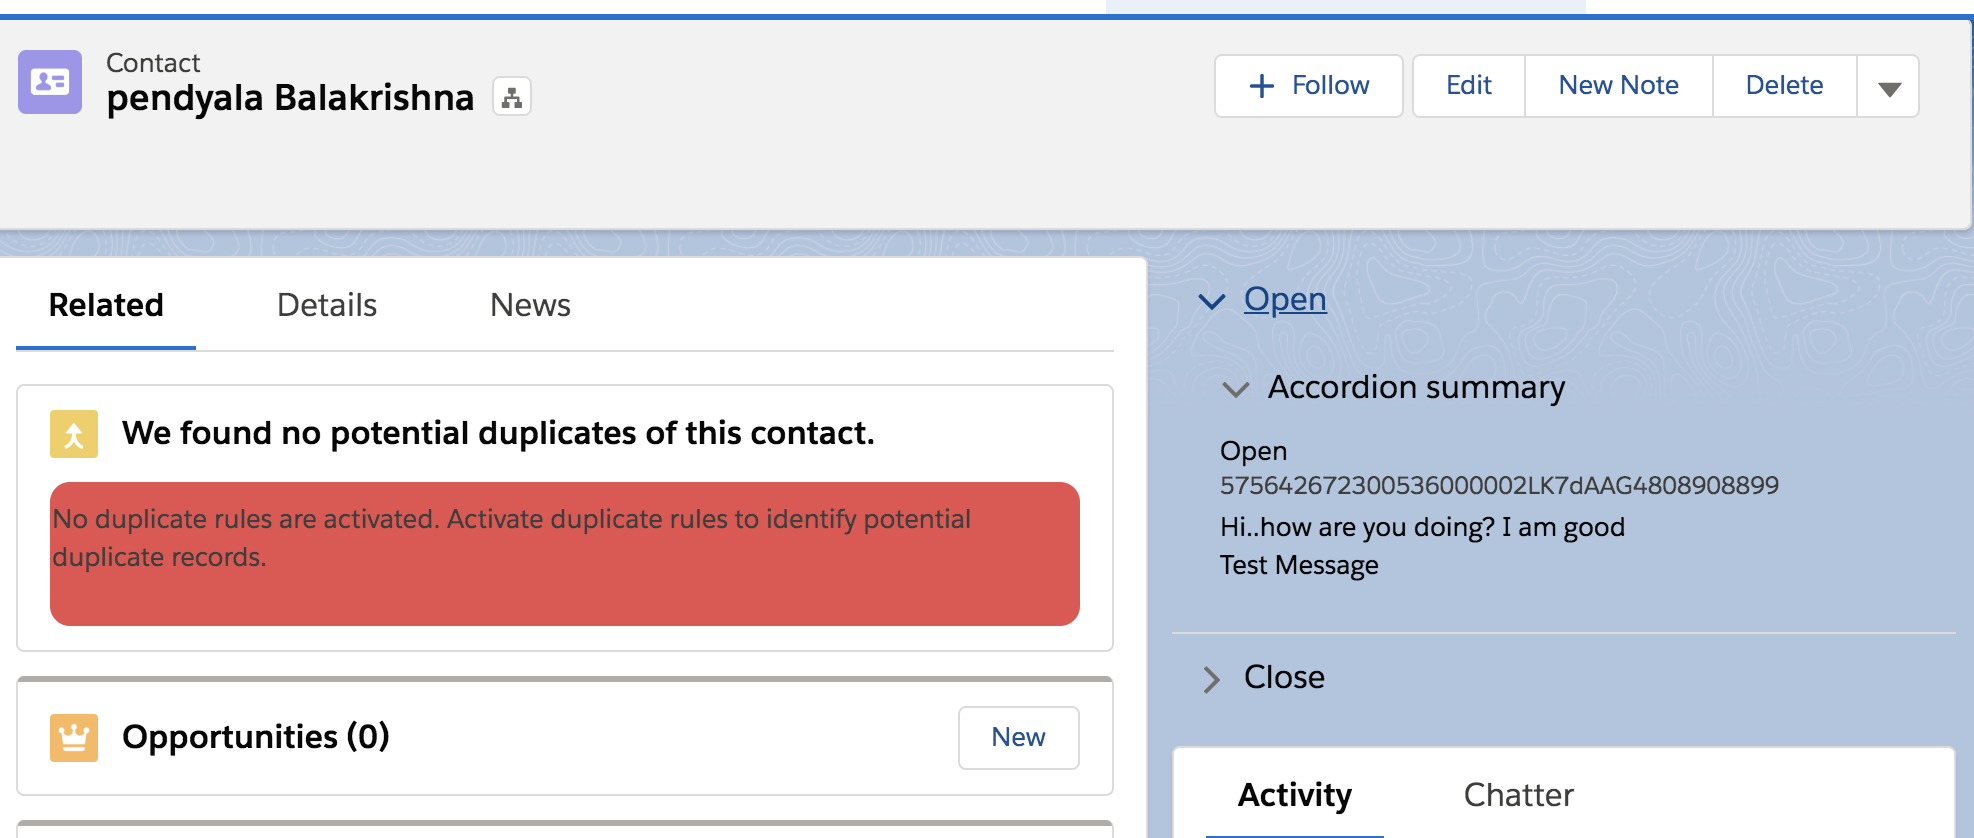 Contact
pendyala Balakrishna
Follow
Edit
New Note
Delete
Related
Details
News
We found no potential duplicates of this contact.
No duplicate rules are activated. Activate duplicate rules to identify potential
duplicate records.
Opportunities (0)
New
Open
Accordion summary
Open
575642672300536000002LK7dAAG4808908899
Hi..how are you doing? I am good
Test Message
Close
Activity
Chatter